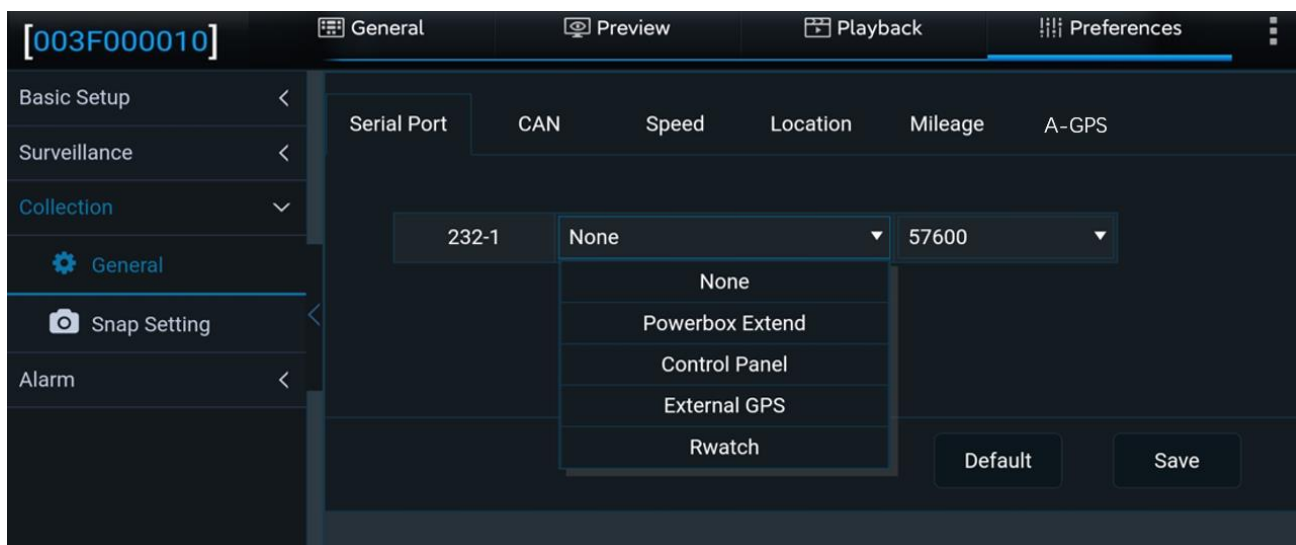 [003F000010]
General
Preview
Playback
Preferences
Basic Setup
Surveillance
Collection
General
Snap Setting
Alarm
Serial Port
CAN
Speed
Location
Mileage
A-GPS
232-1
None
57600
None
Powerbox Extend
Control Panel
External GPS
Rwatch
Default
Save